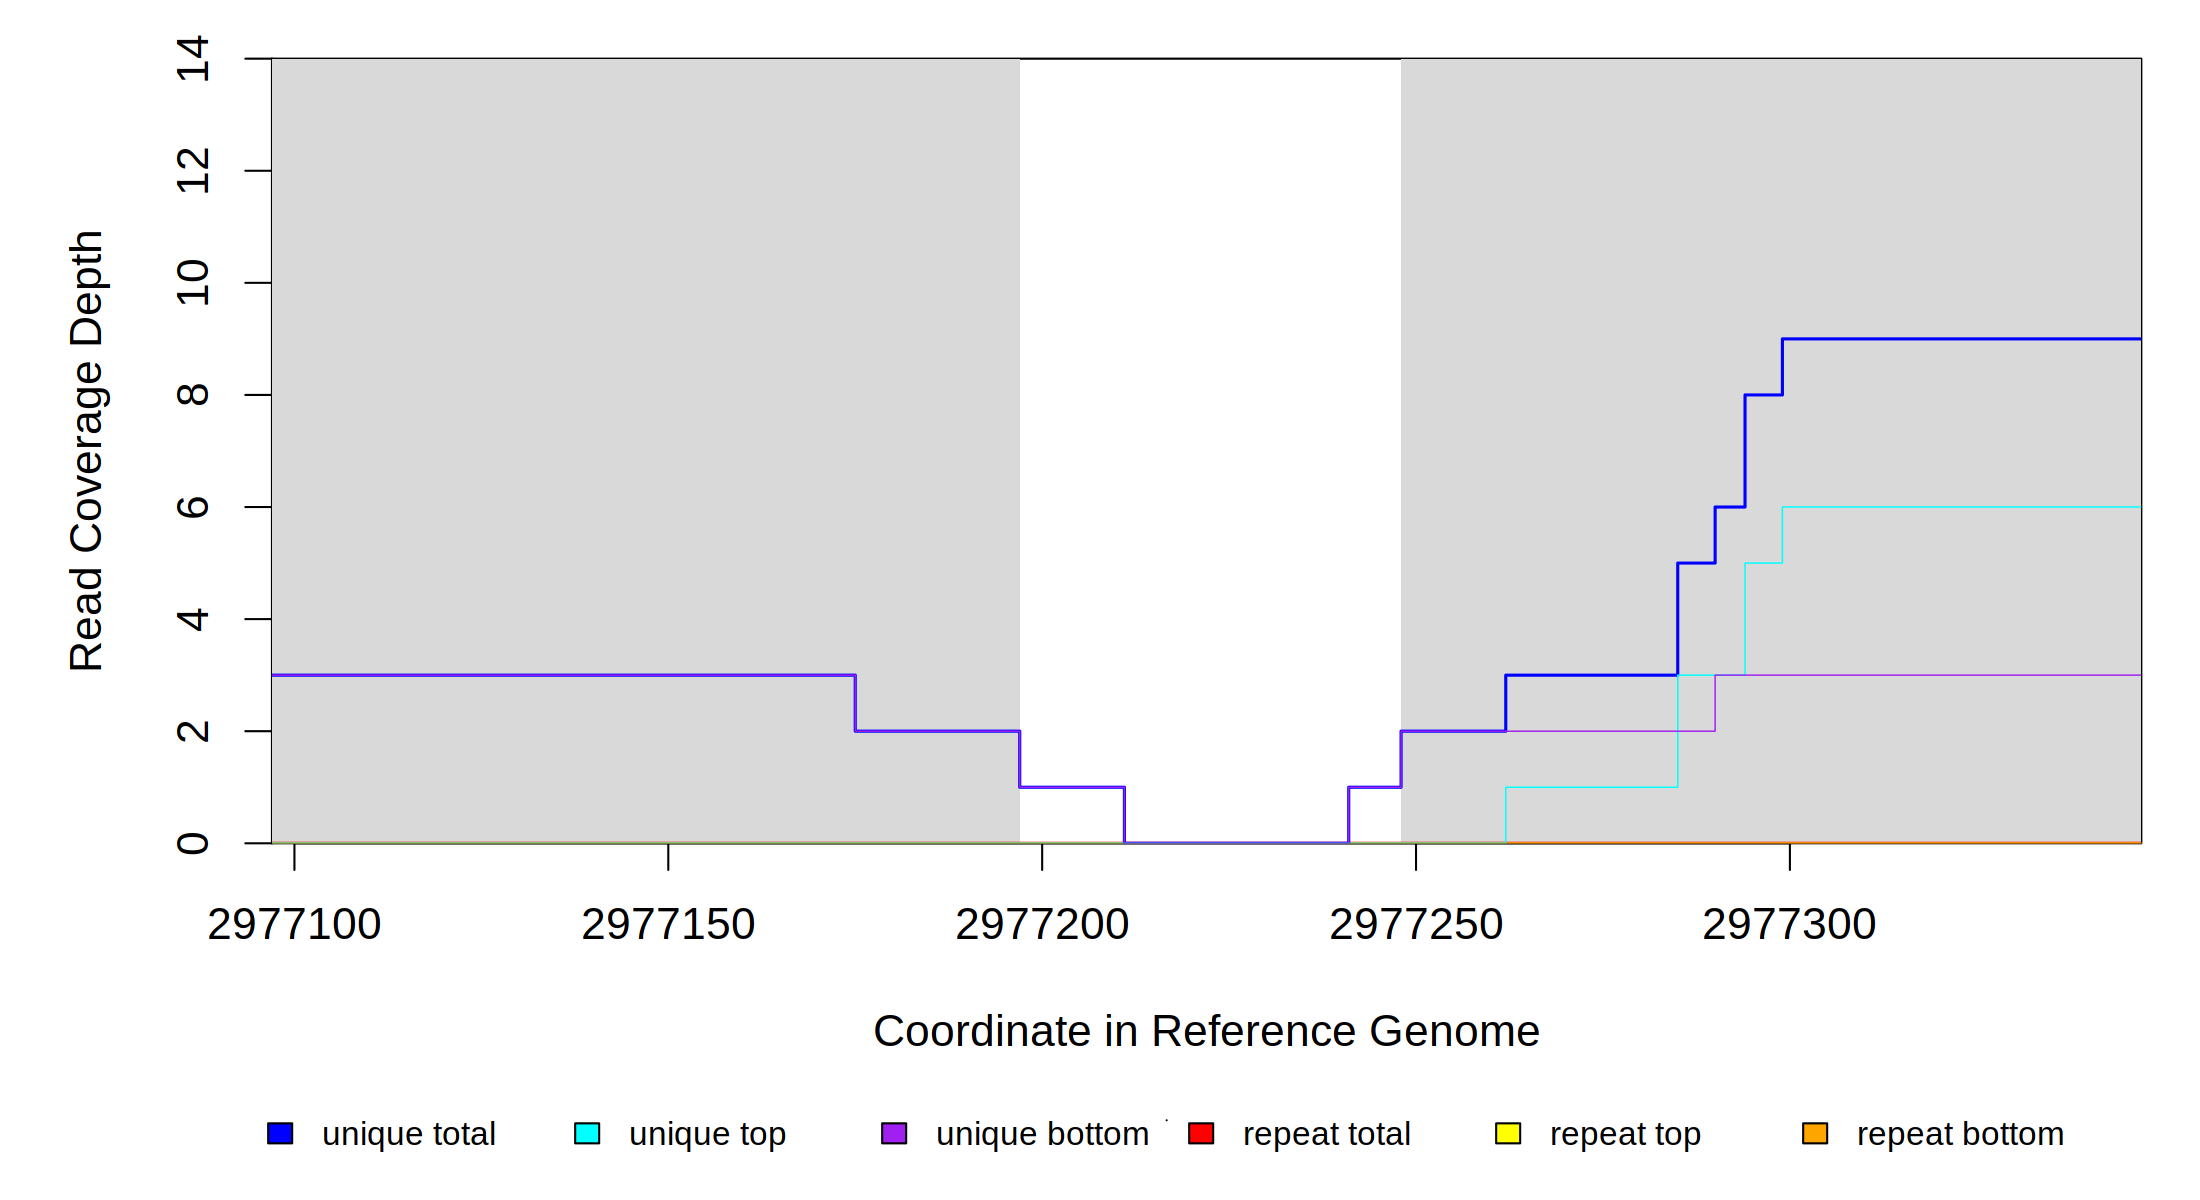 14
12
10
8
6
4
2
0
Read Coverage Depth
2977100 2977150 2977200 2977250 2977300
Coordinate in Reference Genome
unique total unique top unique bottom repeat total repeat top repeat bottom